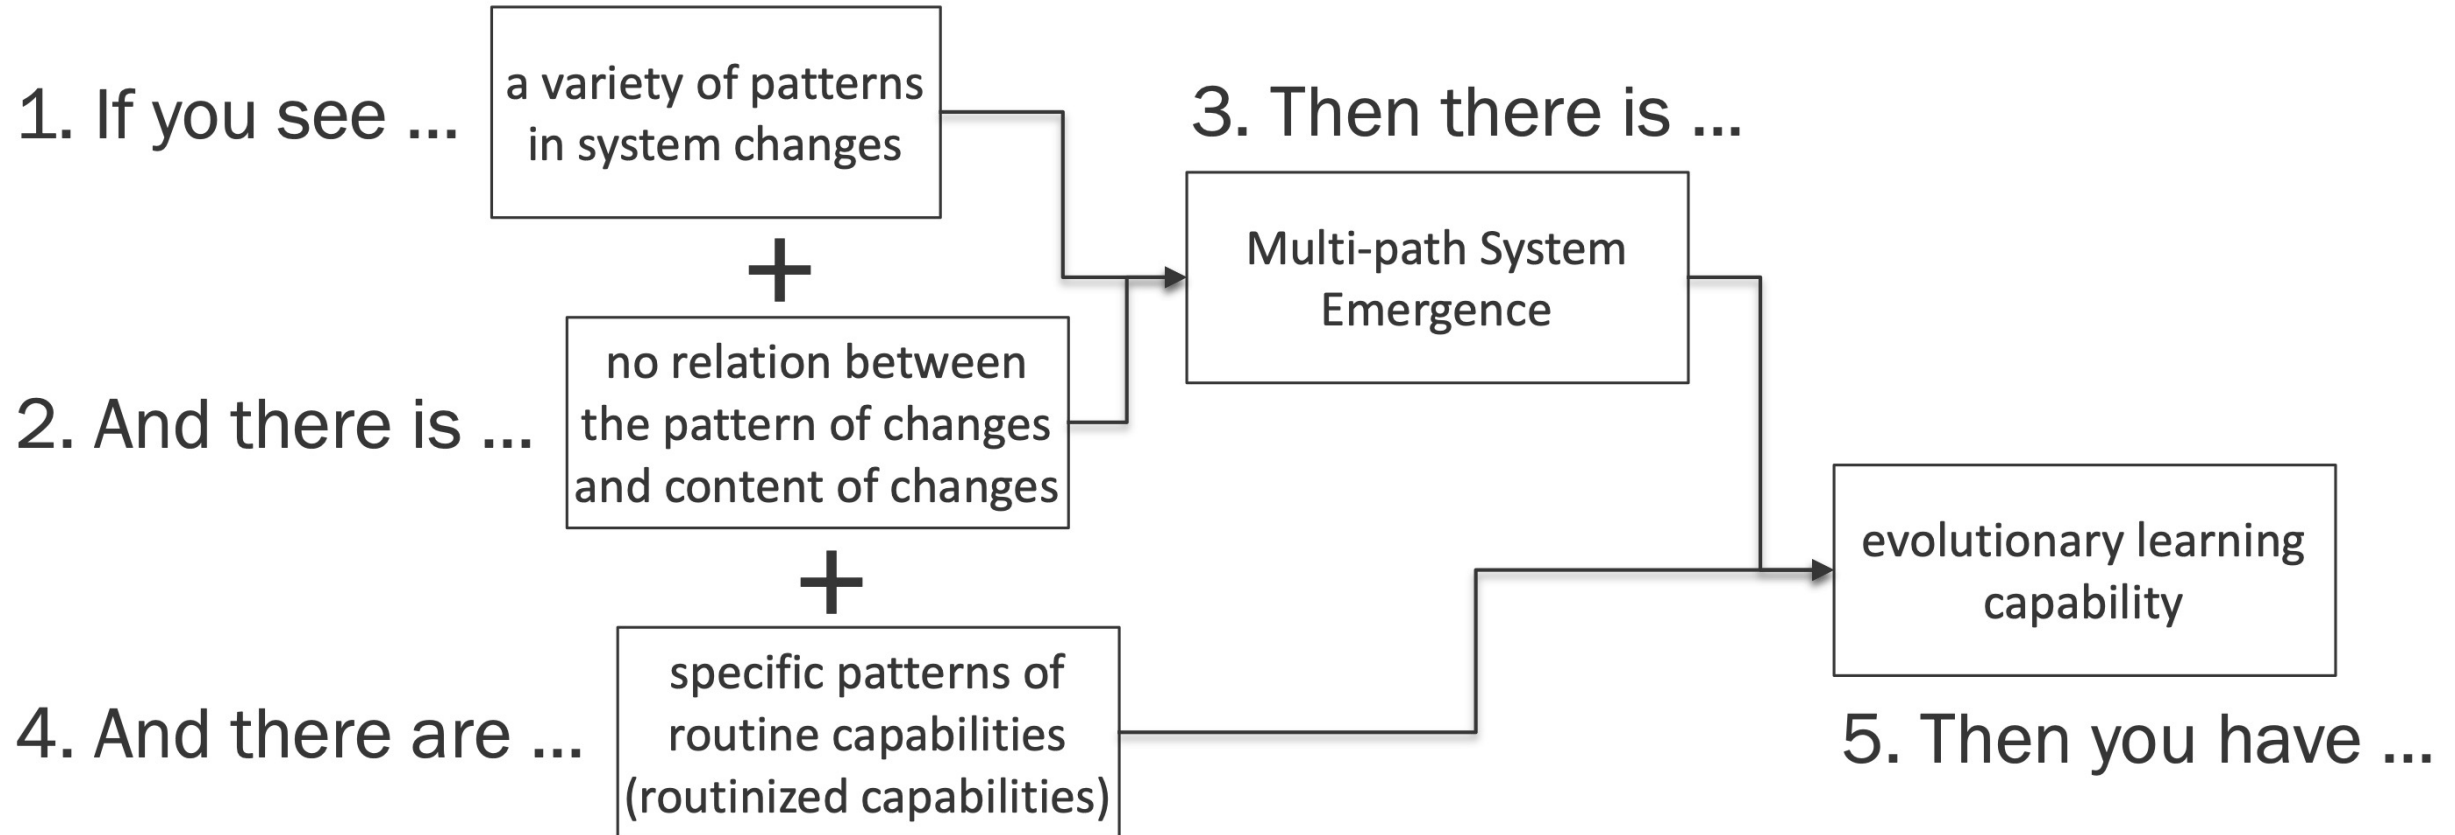 1. If you see ...
a variety of patterns
in system changes
+
2. And there is ...
no relation between
the pattern of changes
and content of changes
3. Then there is ...
Multi-path System
Emergence
+
4. And there are ...
specific patterns of
routine capabilities
(routinized capabilities)
5. Then you have ...
evolutionary learning
capability